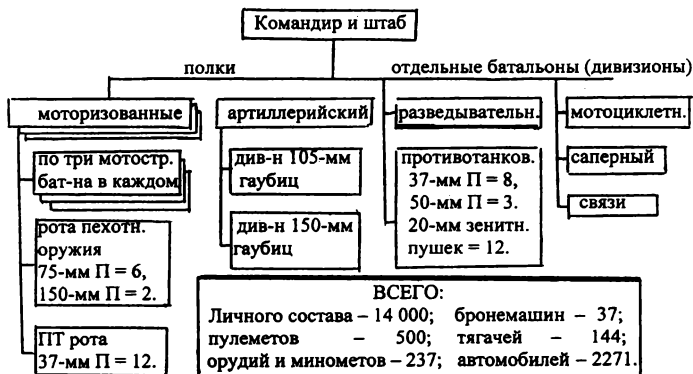 Командир и штаб
полки
отдельные батальоны (дивизионы)
моторизованные
артиллерийский
разведывательн.
мотоциклетн.
по три мотостр.
бат-на в каждом
див-н 105-мм
гаубиц
противотанков.
37-мм П = 8,
50-мм П = 3.
20-мм зенитн.
пушек = 12.
саперный
связи
рота пехотн.
оружия
75-мм П = 6,
150-мм П = 2.
див-н 150-мм
гаубиц
ПТ рота
37-мм П = 12.
ВСЕГО:
Личного состава – 14 000; бронемашин – 37;
пулеметов – 500; тягачей – 144;
орудий и минометов – 237; автомобилей – 2271.